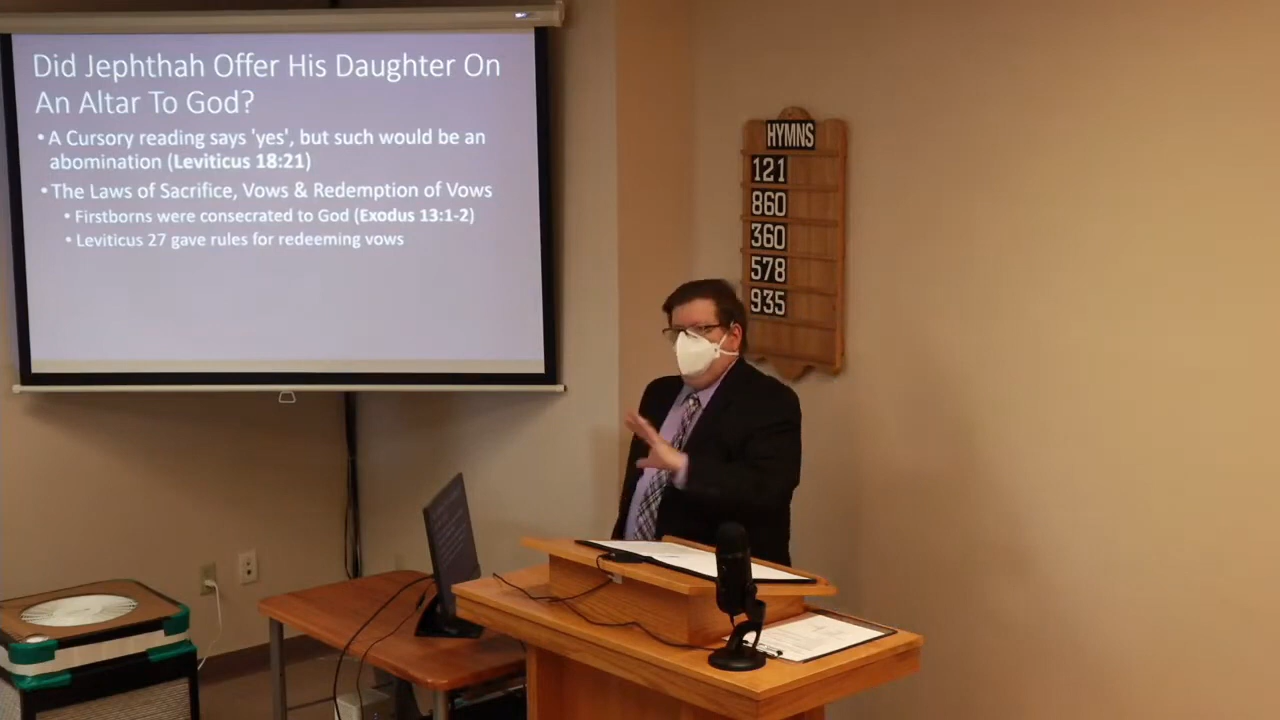 Did Jephthah Offer His Daughter On
An Altar To God?
• A Cursory reading says 'yes', but such would be an
abomination (Leviticus 18:21)
• The Laws of Sacrifice, Vows & Redemption of Vows
• Firstborns were consecrated to God (Exodus 13:1-2)
• Leviticus 27 gave rules for redeeming vows
HYMNS
121
860
360
578
935